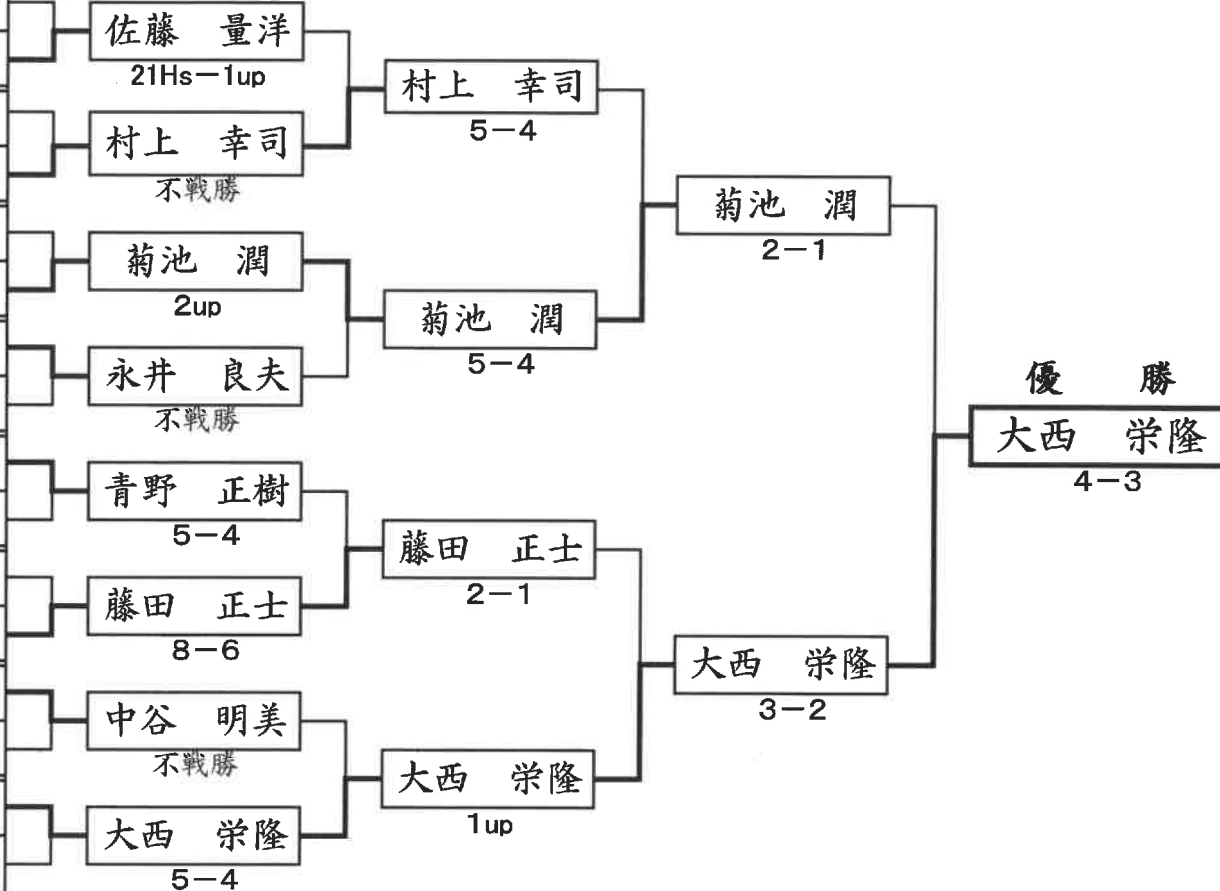 佐藤　量洋
21Hs－1up
村上　幸司
不戦勝
菊池　潤
2up
永井　良夫
不戦勝
青野　正樹
5－4
藤田　正士
8－6
中谷　明美
不戦勝
大西　栄隆
5－4
村上　幸司
5－4
菊池　潤
5－4
藤田　正士
2－1
大西　栄隆
1up
菊池　潤
2－1
大西　栄隆
3－2
優　勝
大西　栄隆
4－3